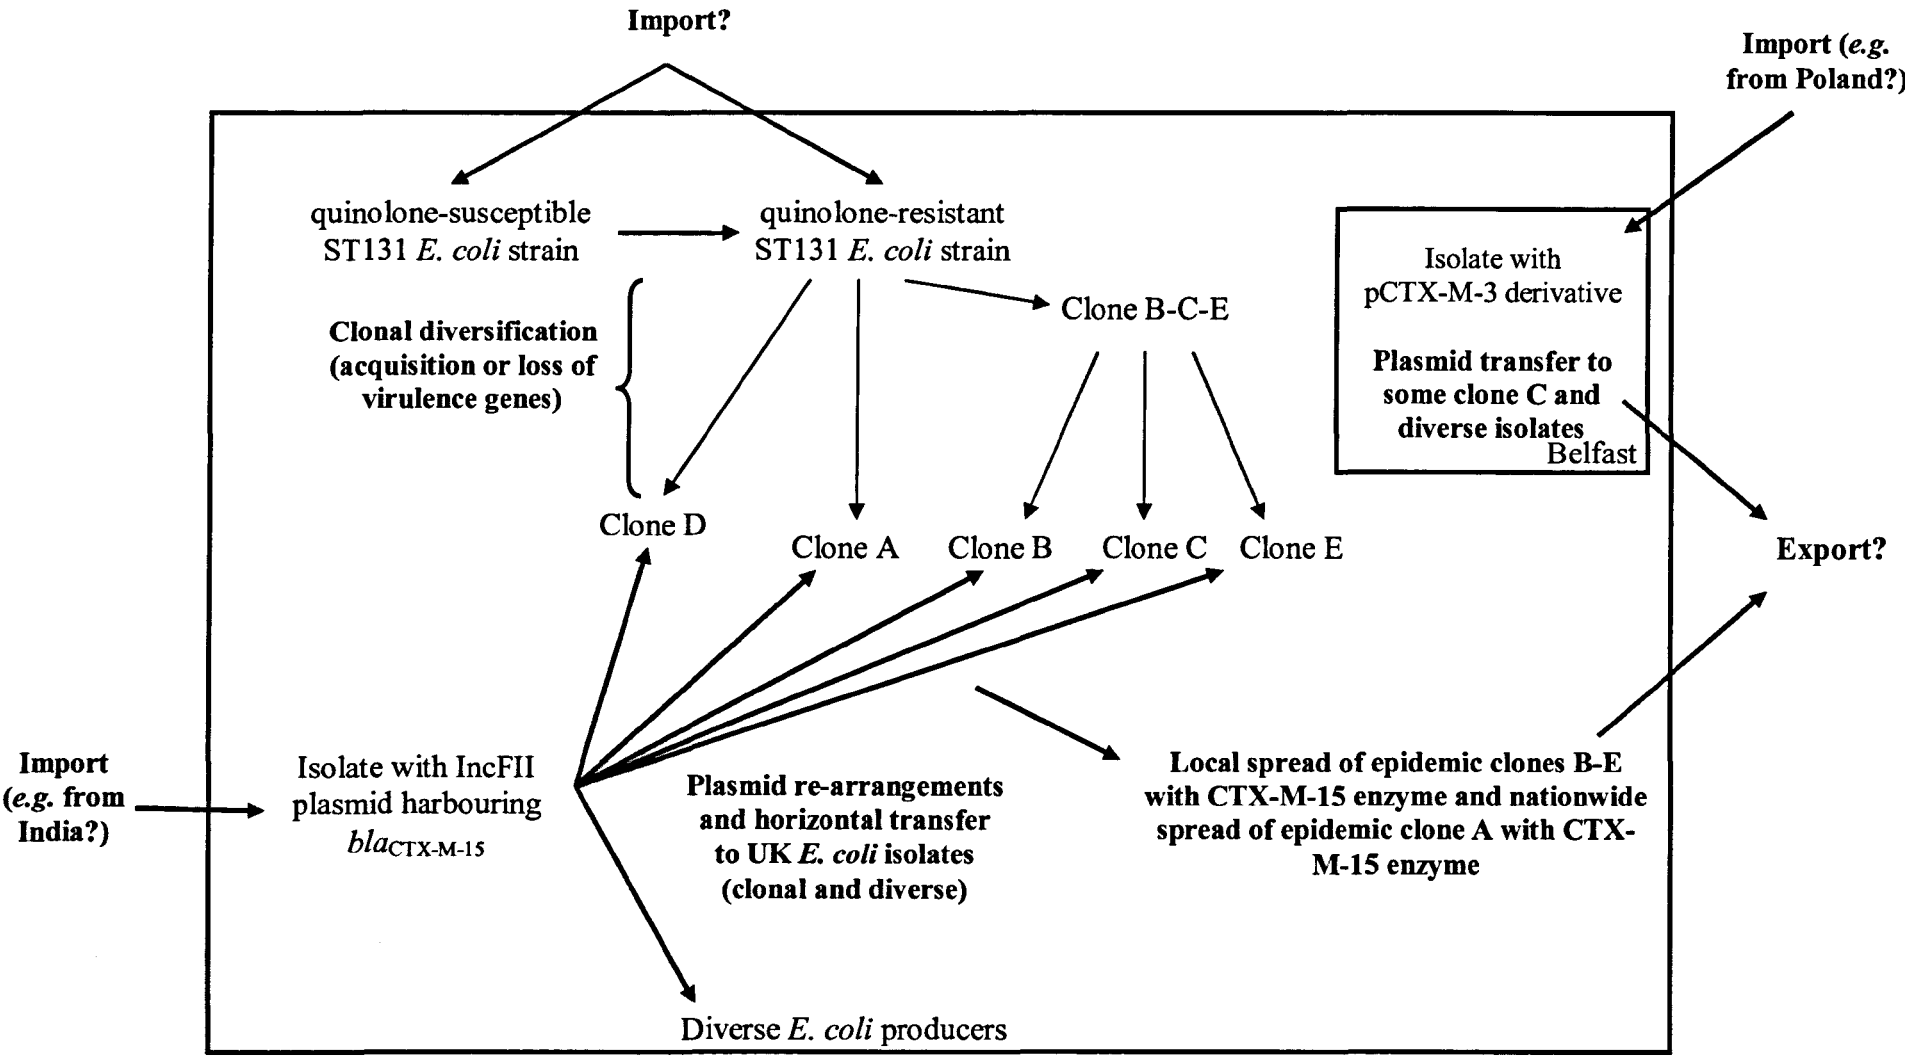 Import?
Import (e.g.
from Poland?)
quinolone-susceptible
ST131 E. coli strain
quinolone-resistant
ST131 E. coli strain
Isolate with
pCTX-M-3 derivative
Plasmid transfer to
some clone C and
diverse isolates
Belfast
Clone B-C-E
Clonal diversification
(acquisition or loss of
virulence genes)
Clone D
Clone A
Clone B
Clone C
Clone E
Export?
Import
(e.g. from
India?)
Isolate with IncFII
plasmid harbouring
blaCTX-M-15
Plasmid re-arrangements
and horizontal transfer
to UK E. coli isolates
(clonal and diverse)
Local spread of epidemic clones B-E
with CTX-M-15 enzyme and nationwide
spread of epidemic clone A with CTX-
M-15 enzyme
Diverse E. coli producers